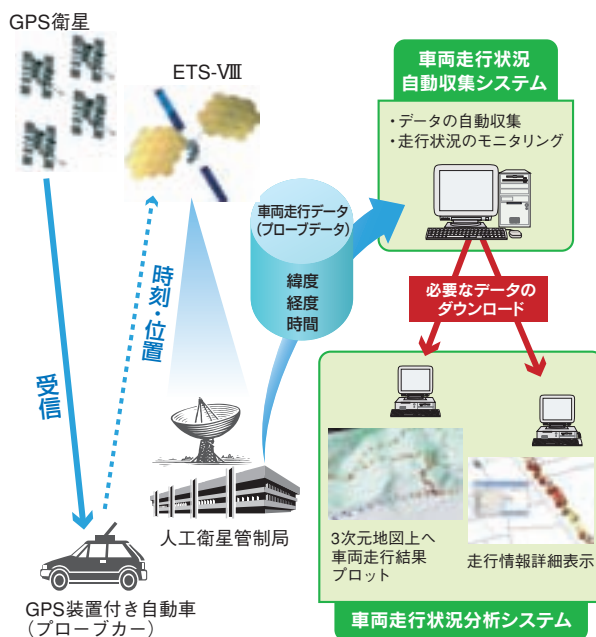 GPS衛星
ETS-Ⅷ
受信
時刻・位置
GPS装置付き自動車
（プローブカー）
人工衛星管制局
車両走行データ
（プローブデータ）
緯度
経度
時間
車両走行状況
自動収集システム
・データの自動収集
・走行状況のモニタリング
必要なデータの
ダウンロード
3次元地図上へ
車両走行結果
プロット
走行情報詳細表示
車両走行状況分析システム